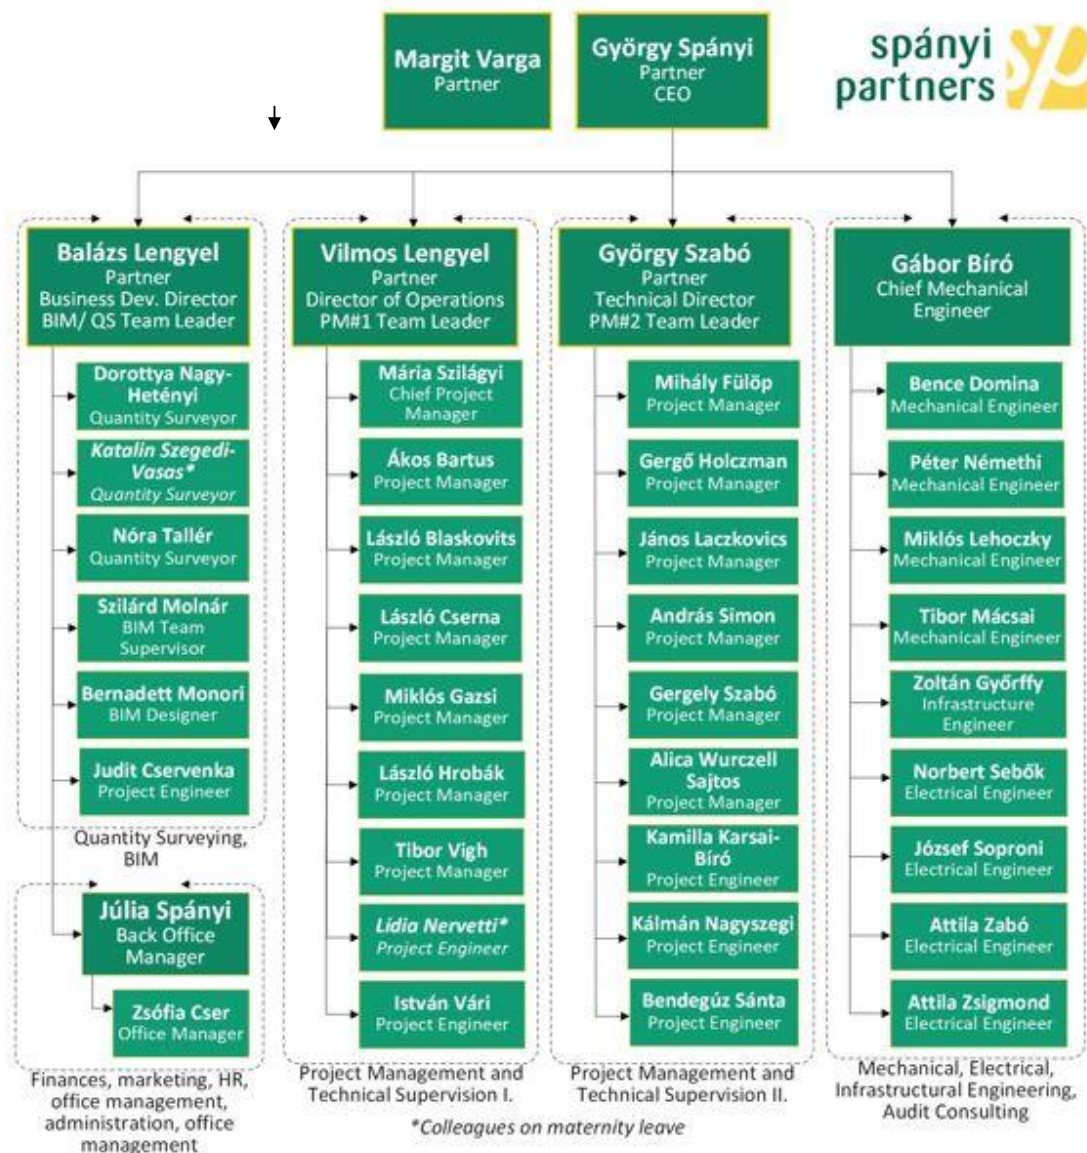 Margit Varga
Partner
György Spányi
Partner
CEO
spányi
partners
sp
Balázs Lengyel
Partner
Business Dev. Director
BIM/ QS Team Leader
Dorottya Nagy-
Hetényi
Quantity Surveyor
Katalin Szegedi-
Vasas*
Quantity Surveyor
Nóra Tallér
Quantity Surveyor
Szilárd Molnár
BIM Team
Supervisor
Bernadett Monori
BIM Designer
Judit Cservenka
Project Engineer
Quantity Surveying,
BIM
Júlia Spányi
Back Office
Manager
Zsófia Cser
Office Manager
Finances, marketing, HR,
office management,
administration, office
management
Vilmos Lengyel
Partner
Director of Operations
PM#1 Team Leader
Mária Szilágyi
Chief Project
Manager
Ákos Bartus
Project Manager
László Blaskovits
Project Manager
László Cserna
Project Manager
Miklós Gazsi
Project Manager
László Hrobák
Project Manager
Tibor Vigh
Project Manager
Lídia Nervetti*
Project Engineer
István Vári
Project Engineer
Project Management and
Technical Supervision I.
György Szabó
Partner
Technical Director
PM#2 Team Leader
Mihály Fülöp
Project Manager
Gergő Holczman
Project Manager
János Laczkovics
Project Manager
András Simon
Project Manager
Gergely Szabó
Project Manager
Alica Wurczell
Sajtos
Project Manager
Kamilla Karsai-
Bíró
Project Engineer
Kálmán Nagyszegi
Project Engineer
Bendegúz Sánta
Project Engineer
Project Management and
Technical Supervision II.
Gábor Bíró
Chief Mechanical
Engineer
Bence Domina
Mechanical Engineer
Péter Némethi
Mechanical Engineer
Miklós Lehoczky
Mechanical Engineer
Tibor Mácsai
Mechanical Engineer
Zoltán Győrffy
Infrastructure
Engineer
Norbert Sebők
Electrical Engineer
József Soproni
Electrical Engineer
Attila Zabó
Electrical Engineer
Attila Zsigmond
Electrical Engineer
Mechanical, Electrical,
Infrastructural Engineering,
Audit Consulting
*Colleagues on maternity leave